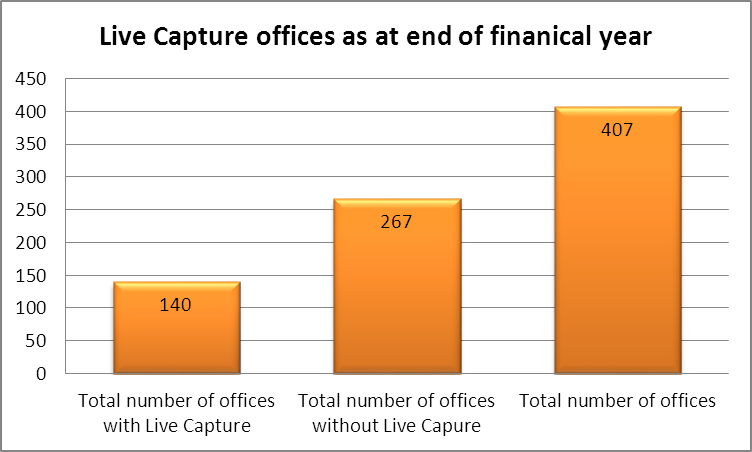 Live Capture offices as at end of finanical year
450
400
350
300
250
200
150
100
50
0
140
267
407
Total number of offices
with Live Capture
Total number of offices
without Live Capure
Total number of offices